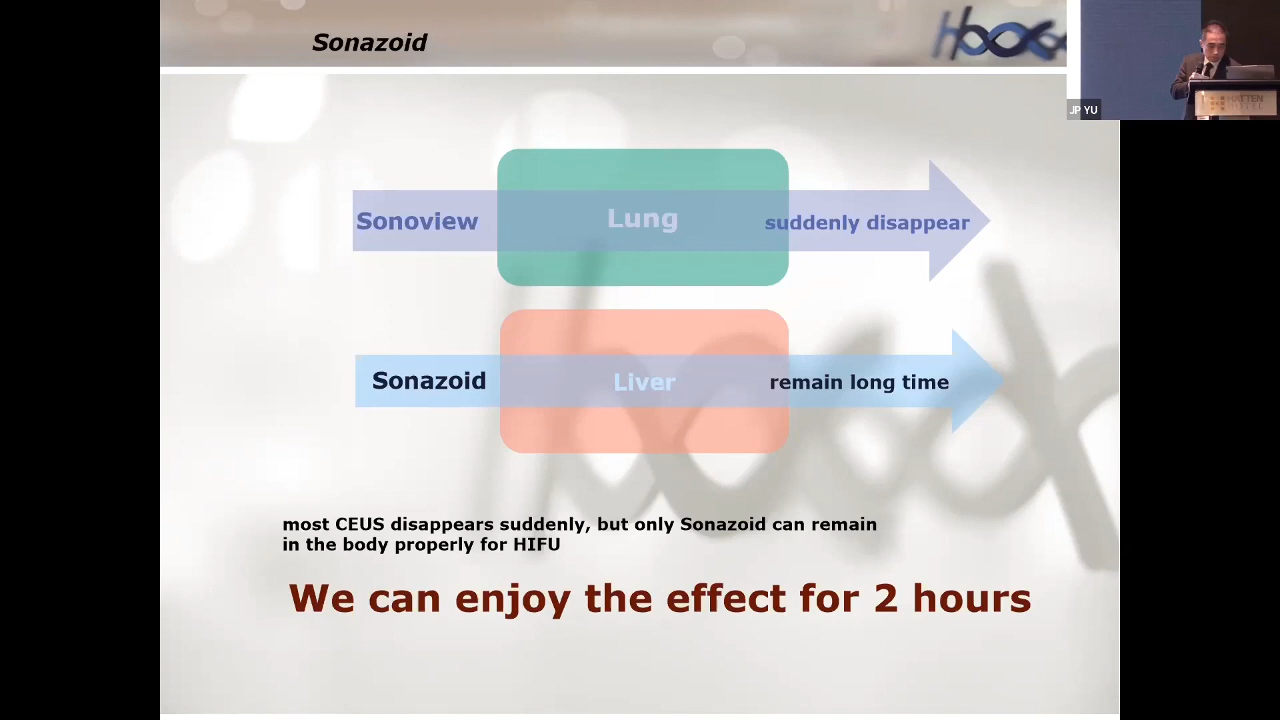 Sonazoid
JP YU
HATTEN
Sonoview
Lung
suddenly disappear
Sonazoid
Liver
remain long time
most CEUS disappears suddenly, but only Sonazoid can remain
in the body properly for HIFU
We can enjoy the effect for 2 hours